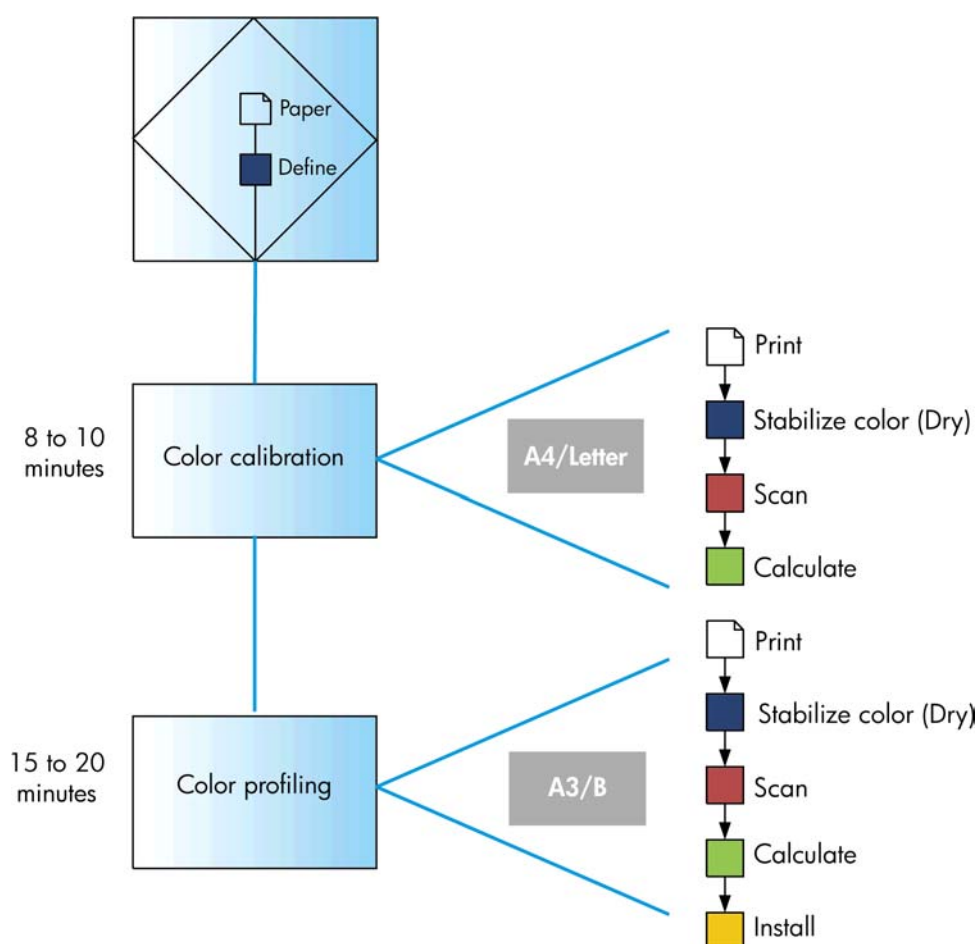 Paper
Define
8 to 10
minutes
Color calibration
A4/Letter
Print
Stabilize color (Dry)
Scan
Calculate
15 to 20
minutes
Color profiling
A3/B
Print
Stabilize color (Dry)
Scan
Calculate
Install